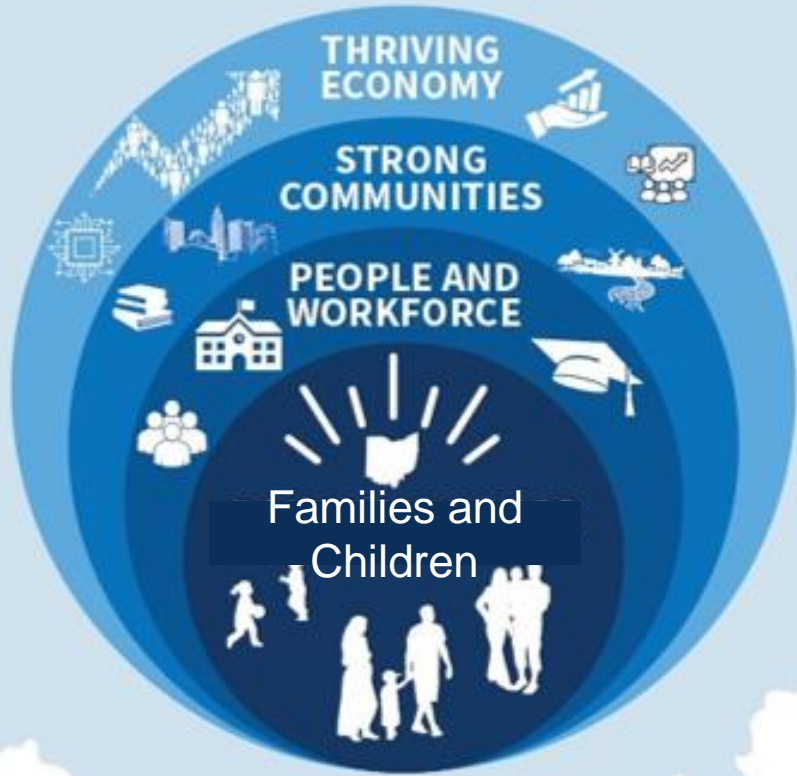 THRIVING
ECONOMY
STRONG
COMMUNITIES
PEOPLE AND
WORKFORCE
Families and
Children